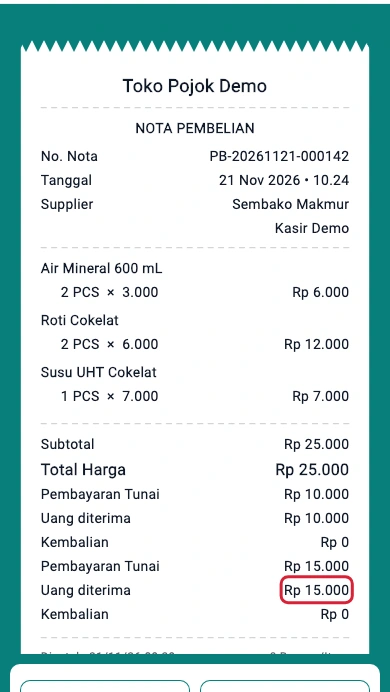 Toko Pojok Demo
NOTA PEMBELIAN
No. Nota PB-20261121-000142
Tanggal 21 Nov 2026 • 10.24
Supplier Sembako Makmur
Kasir Demo
Air Mineral 600 mL
2 PCS × 3.000 Rp 6.000
Roti Cokelat
2 PCS × 6.000 Rp 12.000
Susu UHT Cokelat
1 PCS × 7.000 Rp 7.000
Subtotal Rp 25.000
Total Harga Rp 25.000
Pembayaran Tunai Rp 10.000
Uang diterima Rp 10.000
Kembalian Rp 0
Pembayaran Tunai Rp 15.000
Uang diterima Rp 15.000
Kembalian Rp 0